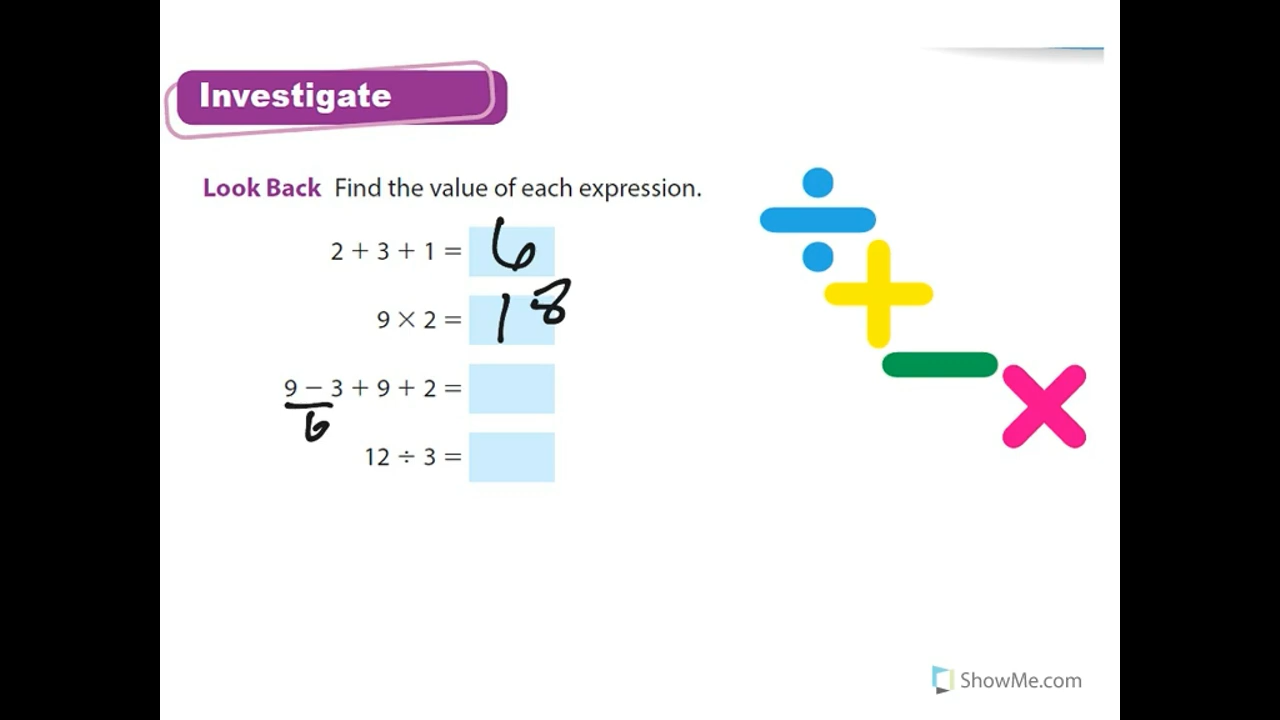 Investigate
Look Back Find the value of each expression.
2 + 3 + 1 = 6
9 × 2 = 18
9 − 3 + 9 + 2 =
6
12 ÷ 3 =
ShowMe.com